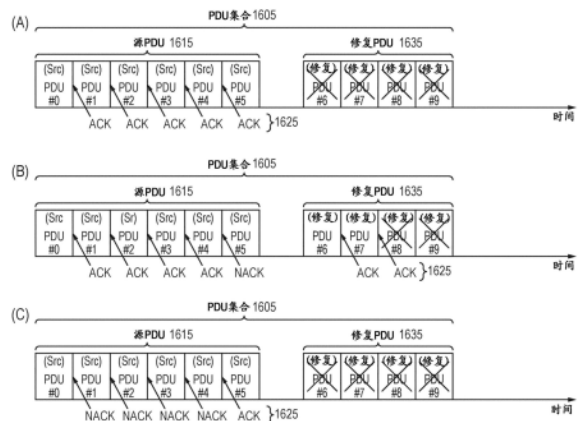 (A)
PDU集合 1605
源PDU 1615
修复PDU 1635
(Src) (Src) (Src) (Src) (Src) (Src) (修复) (修复) (修复) (修复)
PDU PDU PDU PDU PDU PDU PDU PDU PDU PDU
#0 #1 #2 #3 #4 #5 #6 #7 #8 #9
时间
ACK ACK ACK ACK ACK }1625
(B)
PDU集合 1605
源PDU 1615
修复PDU 1635
(Src (Src) (Sr) (Src) (Src) (Src) (修复) (修复) (修复) (修复)
PDU PDU PDU PDU PDU PDU PDU PDU PDU PDU
#0 #1 #2 #3 #4 #5 #6 #7 #8 #9
时间
ACK ACK ACK ACK NACK ACK ACK }1625
(C)
PDU集合 1605
源PDU 1615
修复PDU 1635
(Src) (Src) (Src) (Src) (Src) (Src) (修复) (修复) (修复) (修复)
PDU PDU PDU PDU PDU PDU PDU PDU PDU PDU
#0 #1 #2 #3 #4 #5 #6 #7 #8 #9
时间
NACK NACK NACK NACK ACK }1625